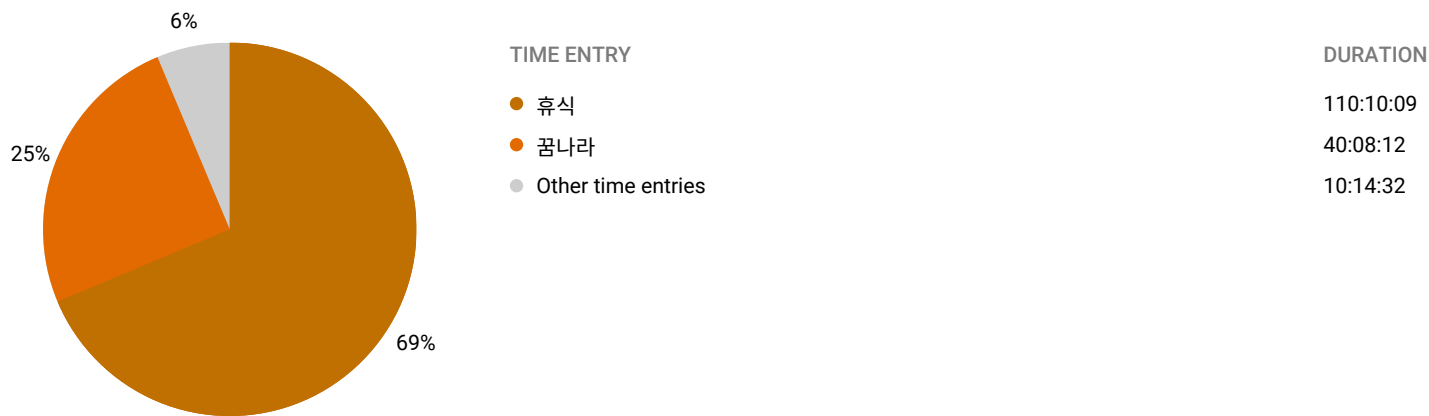 6%
25%
69%
TIME ENTRY DURATION
휴식 110:10:09
꿈나라 40:08:12
Other time entries 10:14:32